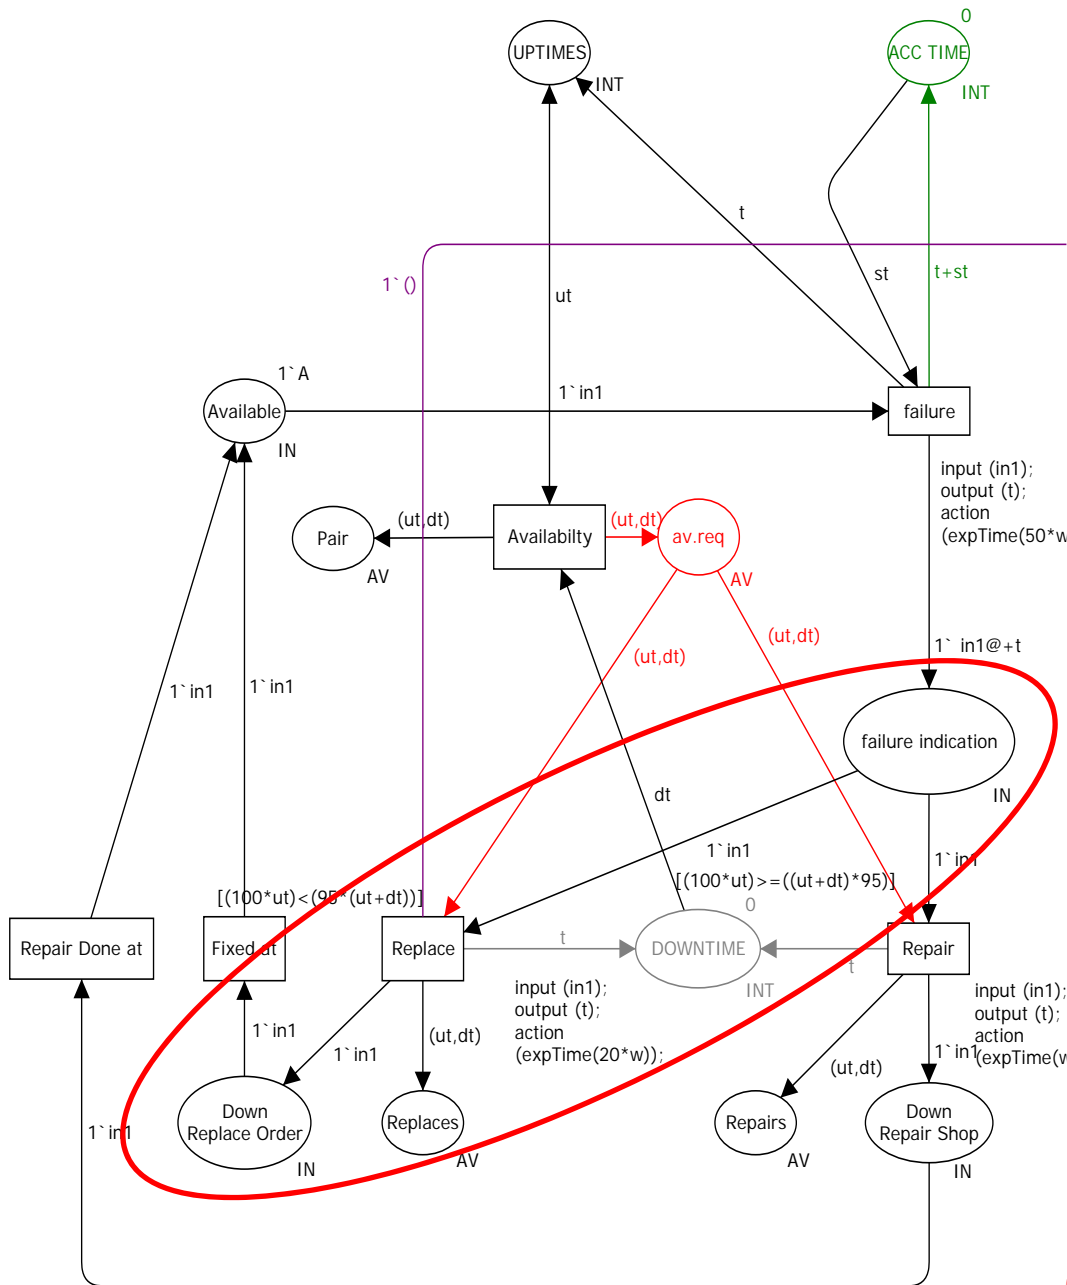 0
UPTIMES
ACC TIME
INT
INT
t
st
t+st
1`()
ut
1`A
1`in1
Available
failure
IN
input (in1);
output (t);
action
(expTime(50*w
(ut,dt)
(ut,dt)
Pair
Availabilty
av.req
AV
AV
(ut,dt)
1` in1@+t
(ut,dt)
1`in1
1`in1
failure indication
dt
IN
1`in1
1`in1
[(100*ut)>=((ut+dt)*95)]
[(100*ut)<(95*(ut+dt))]
0
Repair Done at
Fixed at
Replace
t
DOWNTIME
t
Repair
INT
input (in1);
output (t);
action
(expTime(20*w));
input (in1);
output (t);
action
(expTime(w
1`in1
1`in1
(ut,dt)
(ut,dt)
1`in1
Down
Replace Order
Replaces
Repairs
Down
Repair Shop
1`in1
IN
AV
AV
IN